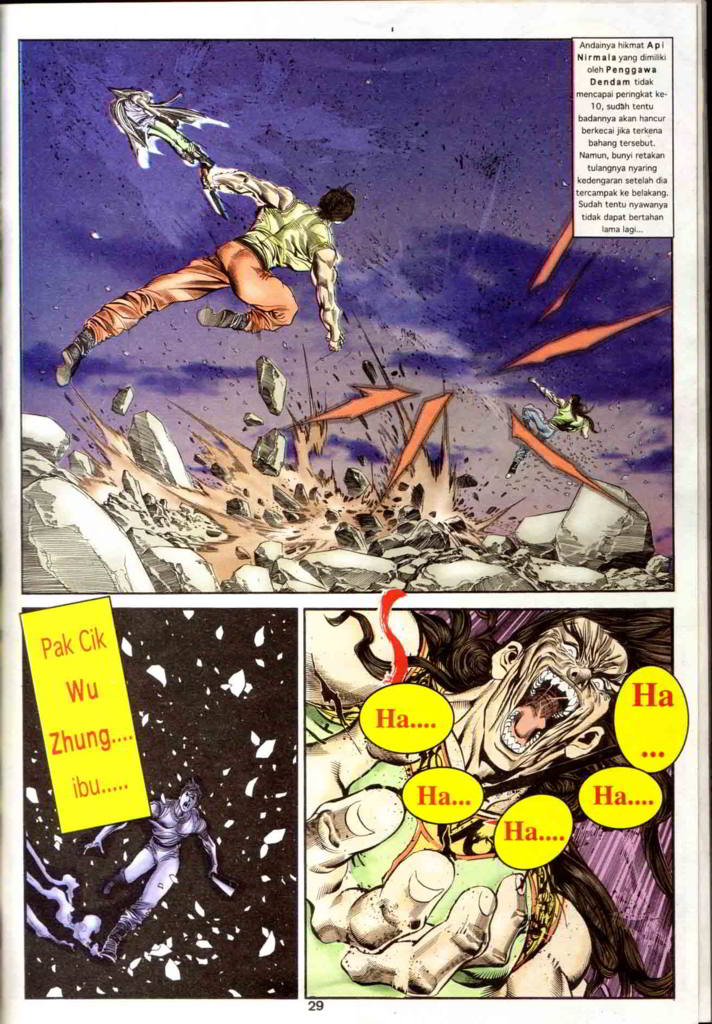 Andainya hikmat Api
Nirmala yang dimiliki
oleh Penggawa
Dendam tidak
mencapai peringkat ke-
10, sudah tentu
badannya akan hancur
berkecai jika terkena
bahang tersebut.
Namun, bunyi retakan
tulangnya nyaring
kedengaran setelah dia
tercampak ke belakang.
Sudah tentu nyawanya
tidak dapat bertahan
lama lagi...
Pak Cik
Wu
Zhung....
ibu.....
Ha....
Ha
...
Ha...
Ha....
Ha....
29